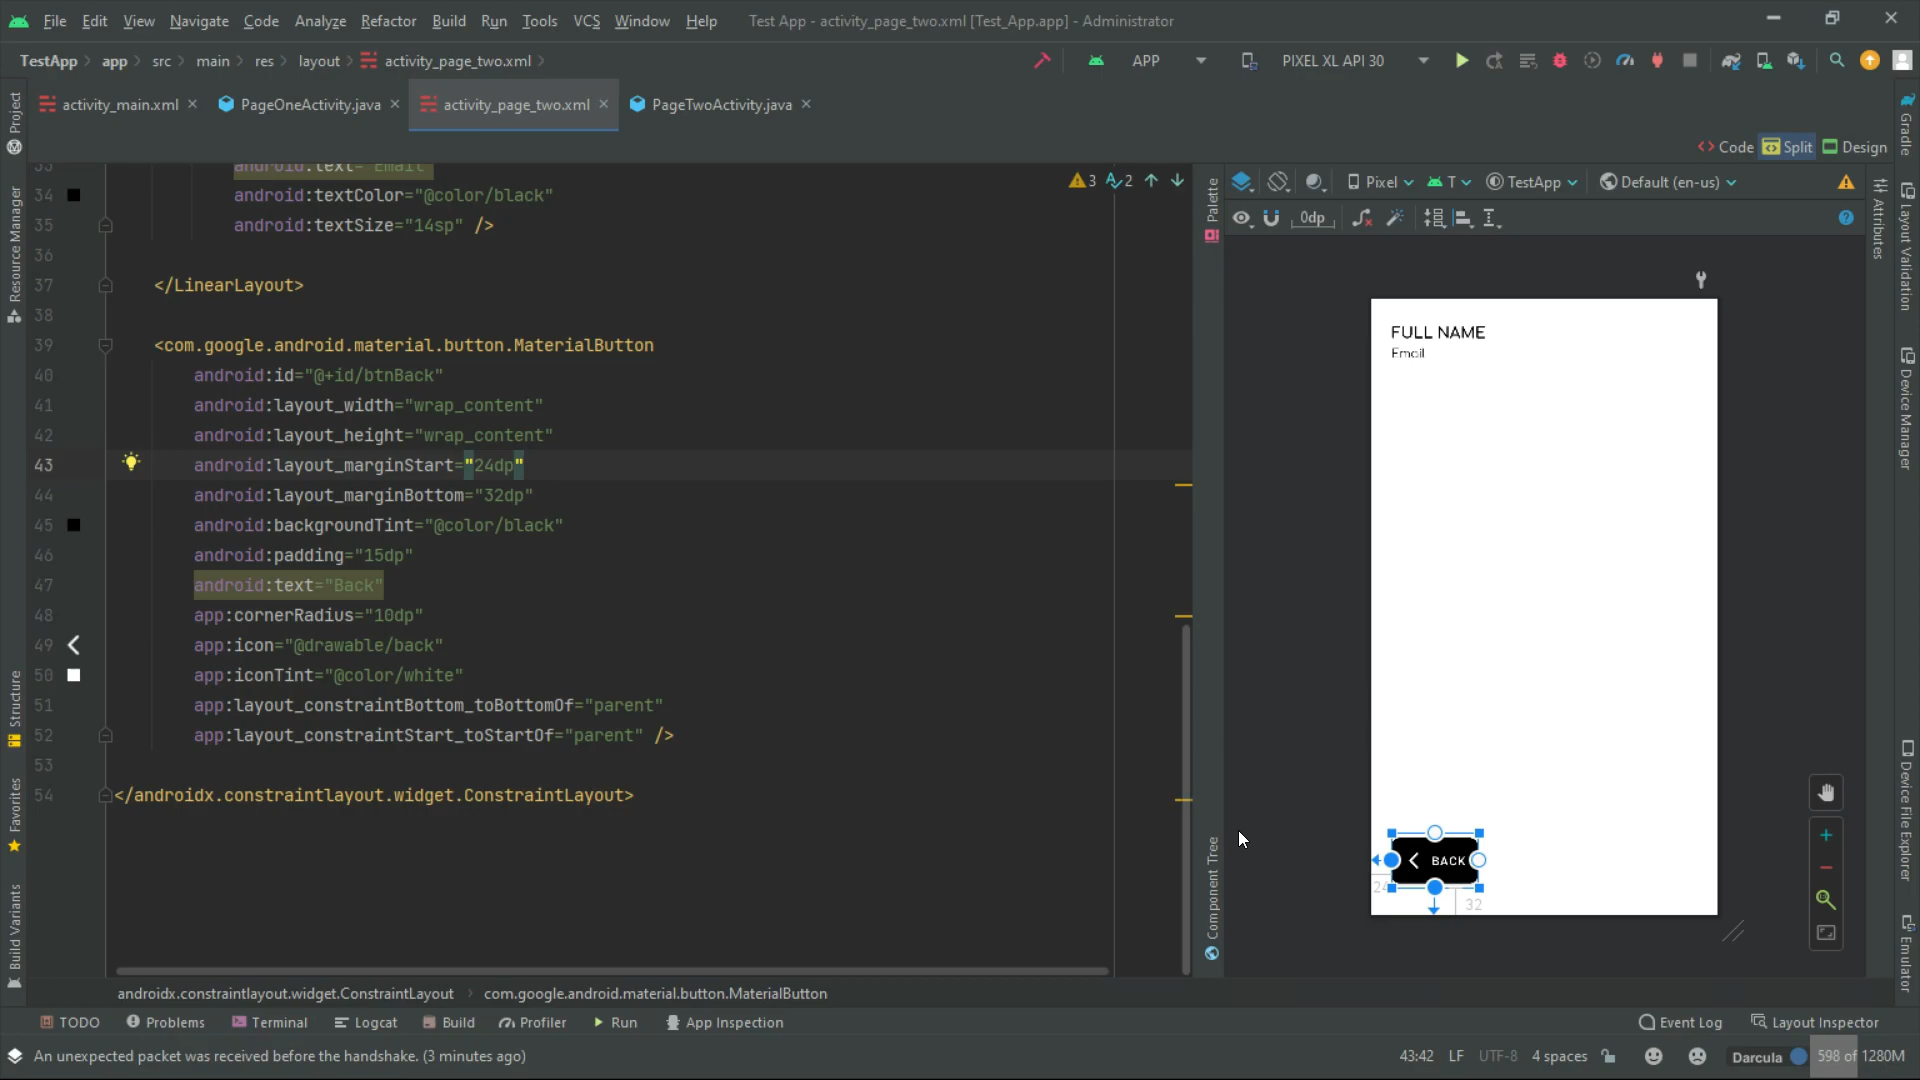 File Edit View Navigate Code Analyze Refactor Build Run Tools VCS Window Help Test App - activity_page_two.xml [Test_App.app] - Administrator
TestApp app src main res layout activity_page_two.xml APP PIXEL XL API 30
activity_main.xml PageOneActivity.java activity_page_two.xml PageTwoActivity.java
Code Split Design
Project
Resource Manager
Structure
Favorites
Build Variants
33 android:text="Email"
34 android:textColor="@color/black"
35 android:textSize="14sp" />
36
37 </LinearLayout>
38
39 <com.google.android.material.button.MaterialButton
40 android:id="@+id/btnBack"
41 android:layout_width="wrap_content"
42 android:layout_height="wrap_content"
43 android:layout_marginStart="24dp"
44 android:layout_marginBottom="32dp"
45 android:backgroundTint="@color/black"
46 android:padding="15dp"
47 android:text="Back"
48 app:cornerRadius="10dp"
49 app:icon="@drawable/back"
50 app:iconTint="@color/white"
51 app:layout_constraintBottom_toBottomOf="parent"
52 app:layout_constraintStart_toStartOf="parent" />
53
54 </androidx.constraintlayout.widget.ConstraintLayout>
3 2
Palette
Component Tree
Pixel T TestApp Default (en-us)
0dp
FULL NAME
Email
BACK
24
32
Attributes
Gradle
Layout Validation
Device Manager
Device File Explorer
Emulator
androidx.constraintlayout.widget.ConstraintLayout com.google.android.material.button.MaterialButton
TODO Problems Terminal Logcat Build Profiler Run App Inspection Event Log Layout Inspector
An unexpected packet was received before the handshake. (3 minutes ago) 43:42 LF UTF-8 4 spaces Darcula 598 of 1280M